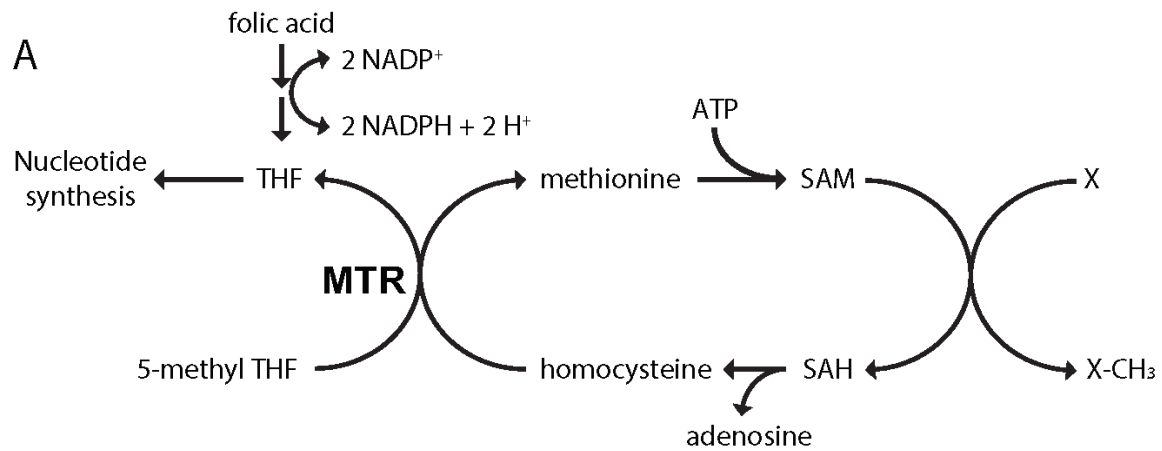 A
folic acid
2 NADP⁺
2 NADPH + 2 H⁺
ATP
Nucleotide
synthesis
THF
methionine
SAM
X
MTR
5-methyl THF
homocysteine
SAH
X-CH₃
adenosine